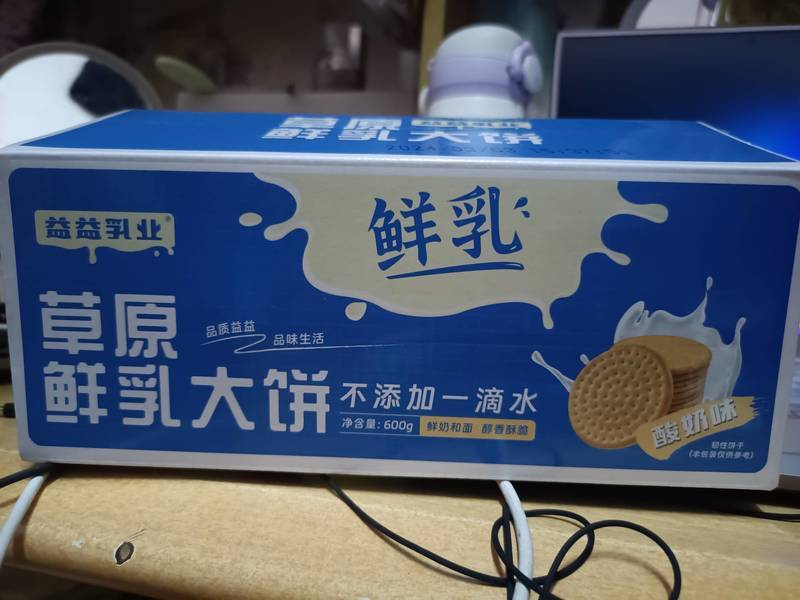 草原
鲜乳大饼
益益乳业®
鲜乳
草原
鲜乳大饼
品质益益
品味生活
不添加一滴水
净含量:600g
鲜奶和面 醇香酥脆
酸奶味
韧性饼干
(本包装仅供参考)